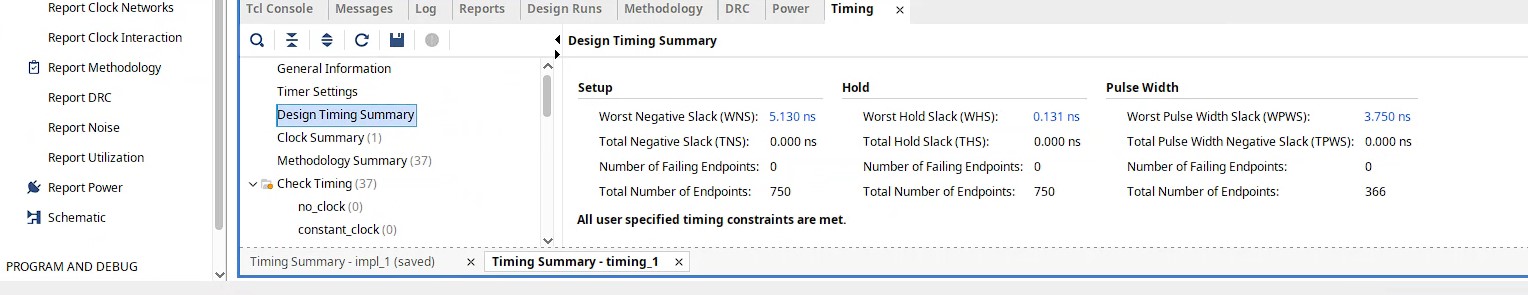 Report Clock Networks
Report Clock Interaction
Report Methodology
Report DRC
Report Noise
Report Utilization
Report Power
Schematic
PROGRAM AND DEBUG
Tcl Console Messages Log Reports Design Runs Methodology DRC Power Timing
General Information
Timer Settings
Design Timing Summary
Clock Summary (1)
Methodology Summary (37)
Check Timing (37)
no_clock (0)
constant_clock (0)
Design Timing Summary
Setup Hold Pulse Width
Worst Negative Slack (WNS): 5.130 ns Worst Hold Slack (WHS): 0.131 ns Worst Pulse Width Slack (WPWS): 3.750 ns
Total Negative Slack (TNS): 0.000 ns Total Hold Slack (THS): 0.000 ns Total Pulse Width Negative Slack (TPWS): 0.000 ns
Number of Failing Endpoints: 0 Number of Failing Endpoints: 0 Number of Failing Endpoints: 0
Total Number of Endpoints: 750 Total Number of Endpoints: 750 Total Number of Endpoints: 366
All user specified timing constraints are met.
Timing Summary - impl_1 (saved) Timing Summary - timing_1